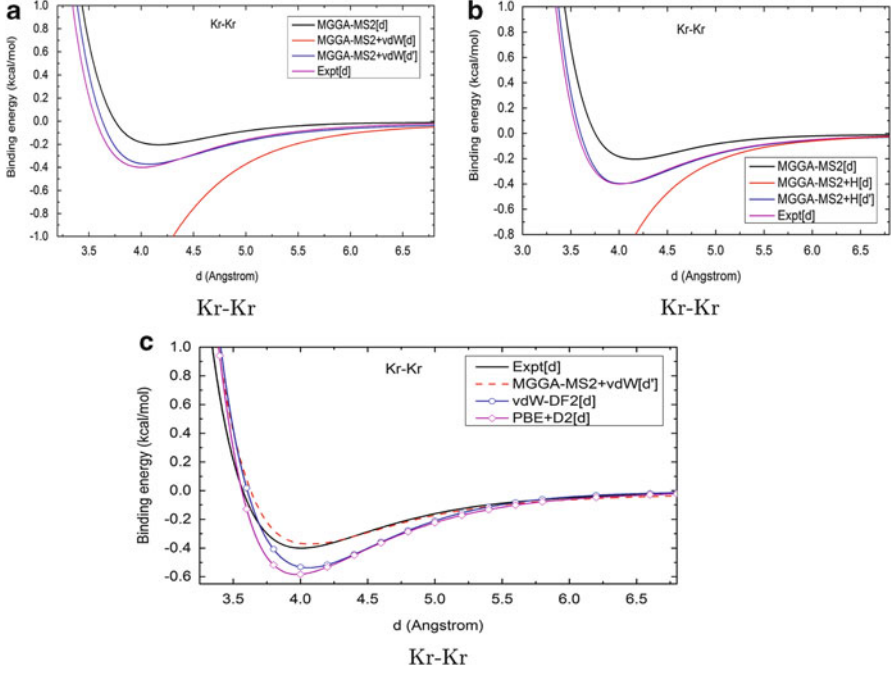 a
Kr-Kr
MGGA-MS2[d]
MGGA-MS2+vdW[d]
MGGA-MS2+vdW[d']
Expt[d]
Binding energy (kcal/mol)
1.0
0.8
0.6
0.4
0.2
0.0
-0.2
-0.4
-0.6
-0.8
-1.0
3.5 4.0 4.5 5.0 5.5 6.0 6.5
d (Angstrom)
Kr-Kr
b
Kr-Kr
Binding energy (kcal/mol)
1.0
0.8
0.6
0.4
0.2
0.0
-0.2
-0.4
-0.6
-0.8
MGGA-MS2[d]
MGGA-MS2+H[d]
MGGA-MS2+H[d']
Expt[d]
3.0 3.5 4.0 4.5 5.0 5.5 6.0 6.5
d (Angstrom)
Kr-Kr
c
Kr-Kr
Expt[d]
MGGA-MS2+vdW[d']
vdW-DF2[d]
PBE+D2[d]
Binding energy (kcal/mol)
1.0
0.8
0.6
0.4
0.2
0.0
-0.2
-0.4
-0.6
3.5 4.0 4.5 5.0 5.5 6.0 6.5
d (Angstrom)
Kr-Kr